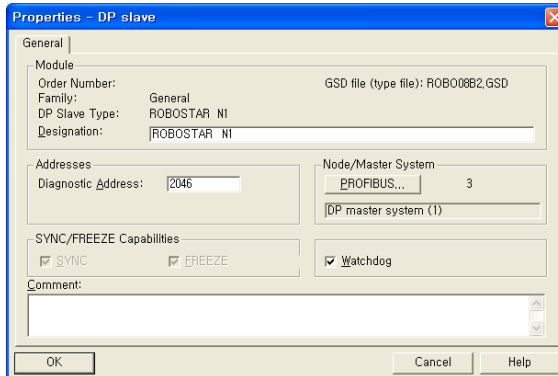 Properties - DP slave
General
Module
Order Number:
GSD file (type file): ROBO08B2,GSD
Family: General
DP Slave Type: ROBOSTAR N1
Designation: ROBOSTAR N1
Addresses
Diagnostic Address: 2046
Node/Master System
PROFIBUS... 3
DP master system (1)
SYNC/FREEZE Capabilities
SYNC FREEZE
Watchdog
Comment:
OK Cancel Help